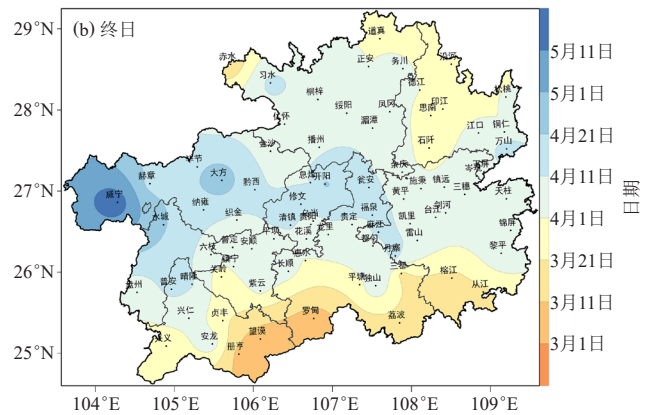 (b) 终日
29°N
28°N
27°N
26°N
25°N
104°E
105°E
106°E
107°E
108°E
109°E
5月11日
5月1日
4月21日
4月11日
4月1日
3月21日
3月11日
3月1日
日期
道真
赤水
正安
务川
沿河
习水
桐梓
德江
松桃
绥阳
凤冈
印江
思南
仁怀
湄潭
江口
铜仁
播州
石阡
万山
金沙
毕节
息烽
开阳
余庆
岑巩
玉屏
赫章
大方
黔西
瓮安
施秉
镇远
三穗
黄平
天柱
威宁
修文
纳雍
织金
清镇
贵阳
贵定
福泉
麻江
凯里
台江
剑河
水城
锦屏
平坝
花溪
龙里
雷山
六枝
普定
安顺
都匀
丹寨
黎平
镇宁
惠水
长顺
三都
榕江
关岭
盘州
普安
晴隆
紫云
平塘
独山
从江
兴仁
贞丰
罗甸
荔波
望谟
兴义
安龙
册亨